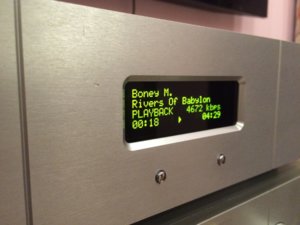 Boney M.
Rivers Of Babylon
PLAYBACK 4672 kbps
00:18 04:29